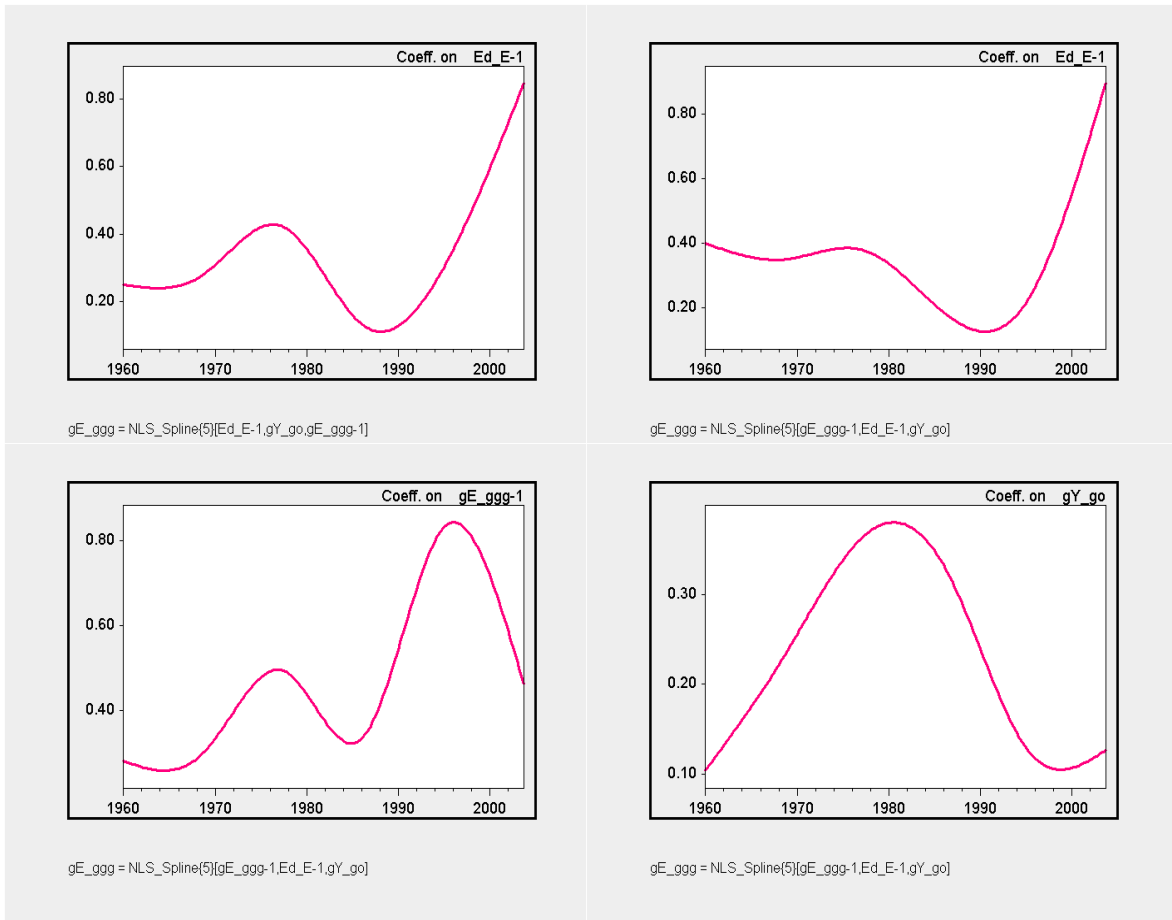 Coeff. on Ed_E-1
0.80
0.60
0.40
0.20
1960 1970 1980 1990 2000
gE_ggg = NLS_Spline{5}[Ed_E-1,gY_go,gE_ggg-1]
Coeff. on Ed_E-1
0.80
0.60
0.40
0.20
1960 1970 1980 1990 2000
gE_ggg = NLS_Spline{5}[gE_ggg-1,Ed_E-1,gY_go]
Coeff. on gE_ggg-1
0.80
0.60
0.40
1960 1970 1980 1990 2000
gE_ggg = NLS_Spline{5}[gE_ggg-1,Ed_E-1,gY_go]
Coeff. on gY_go
0.30
0.20
0.10
1960 1970 1980 1990 2000
gE_ggg = NLS_Spline{5}[gE_ggg-1,Ed_E-1,gY_go]